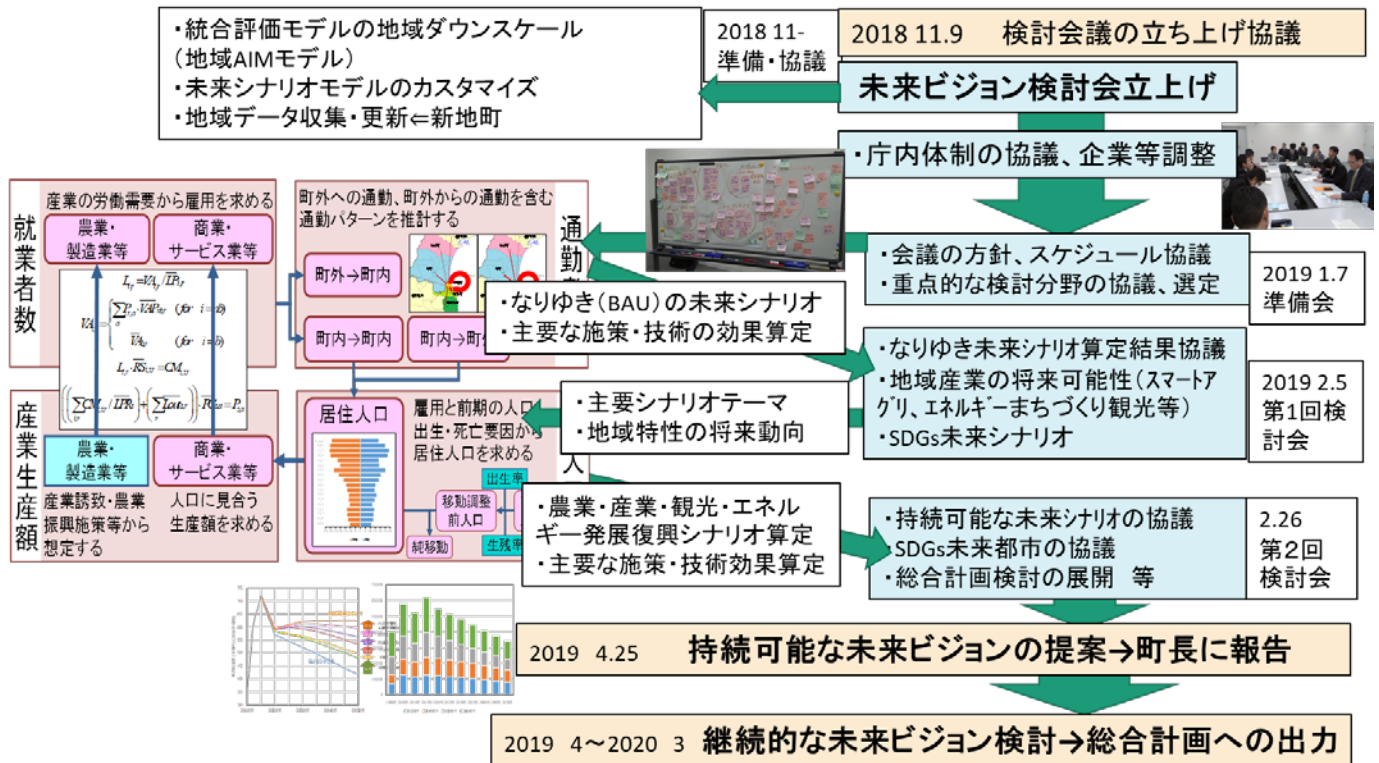 ・統合評価モデルの地域ダウンスケール
(地域AIMモデル)
・未来シナリオモデルのカスタマイズ
・地域データ収集・更新⇐新地町
2018 11-
準備・協議
2018 11.9 検討会議の立ち上げ協議
未来ビジョン検討会立上げ
・庁内体制の協議、企業等調整
・会議の方針、スケジュール協議
・重点的な検討分野の協議、選定
2019 1.7
準備会
就業者数
産業の労働需要から雇用を求める
農業・
製造業等
商業・
サービス業等
町外への通勤、町外からの通勤を含む
通勤パターンを推計する
通勤
町外→町内
町内→町内
町内→町
・なりゆき(BAU)の未来シナリオ
・主要な施策・技術の効果算定
・なりゆき未来シナリオ算定結果協議
・地域産業の将来可能性(スマートア
グリ、エネルギーまちづくり観光等)
・SDGs未来シナリオ
2019 2.5
第1回検
討会
産業生産額
農業・
製造業等
商業・
サービス業等
産業誘致・農業
振興施策等から
想定する
人口に見合う
生産額を求める
居住人口
雇用と前期の人口
出生・死亡要因から
居住人口を求める
出生率
移動調整
前人口
純移動
生残率
人
・主要シナリオテーマ
・地域特性の将来動向
・農業・産業・観光・エネル
ギー発展復興シナリオ算定
・主要な施策・技術効果算定
・持続可能な未来シナリオの協議
・SDGs未来都市の協議
・総合計画検討の展開 等
2.26
第2回
検討会
2019 4.25 持続可能な未来ビジョンの提案→町長に報告
2019 4～2020 3 継続的な未来ビジョン検討→総合計画への出力